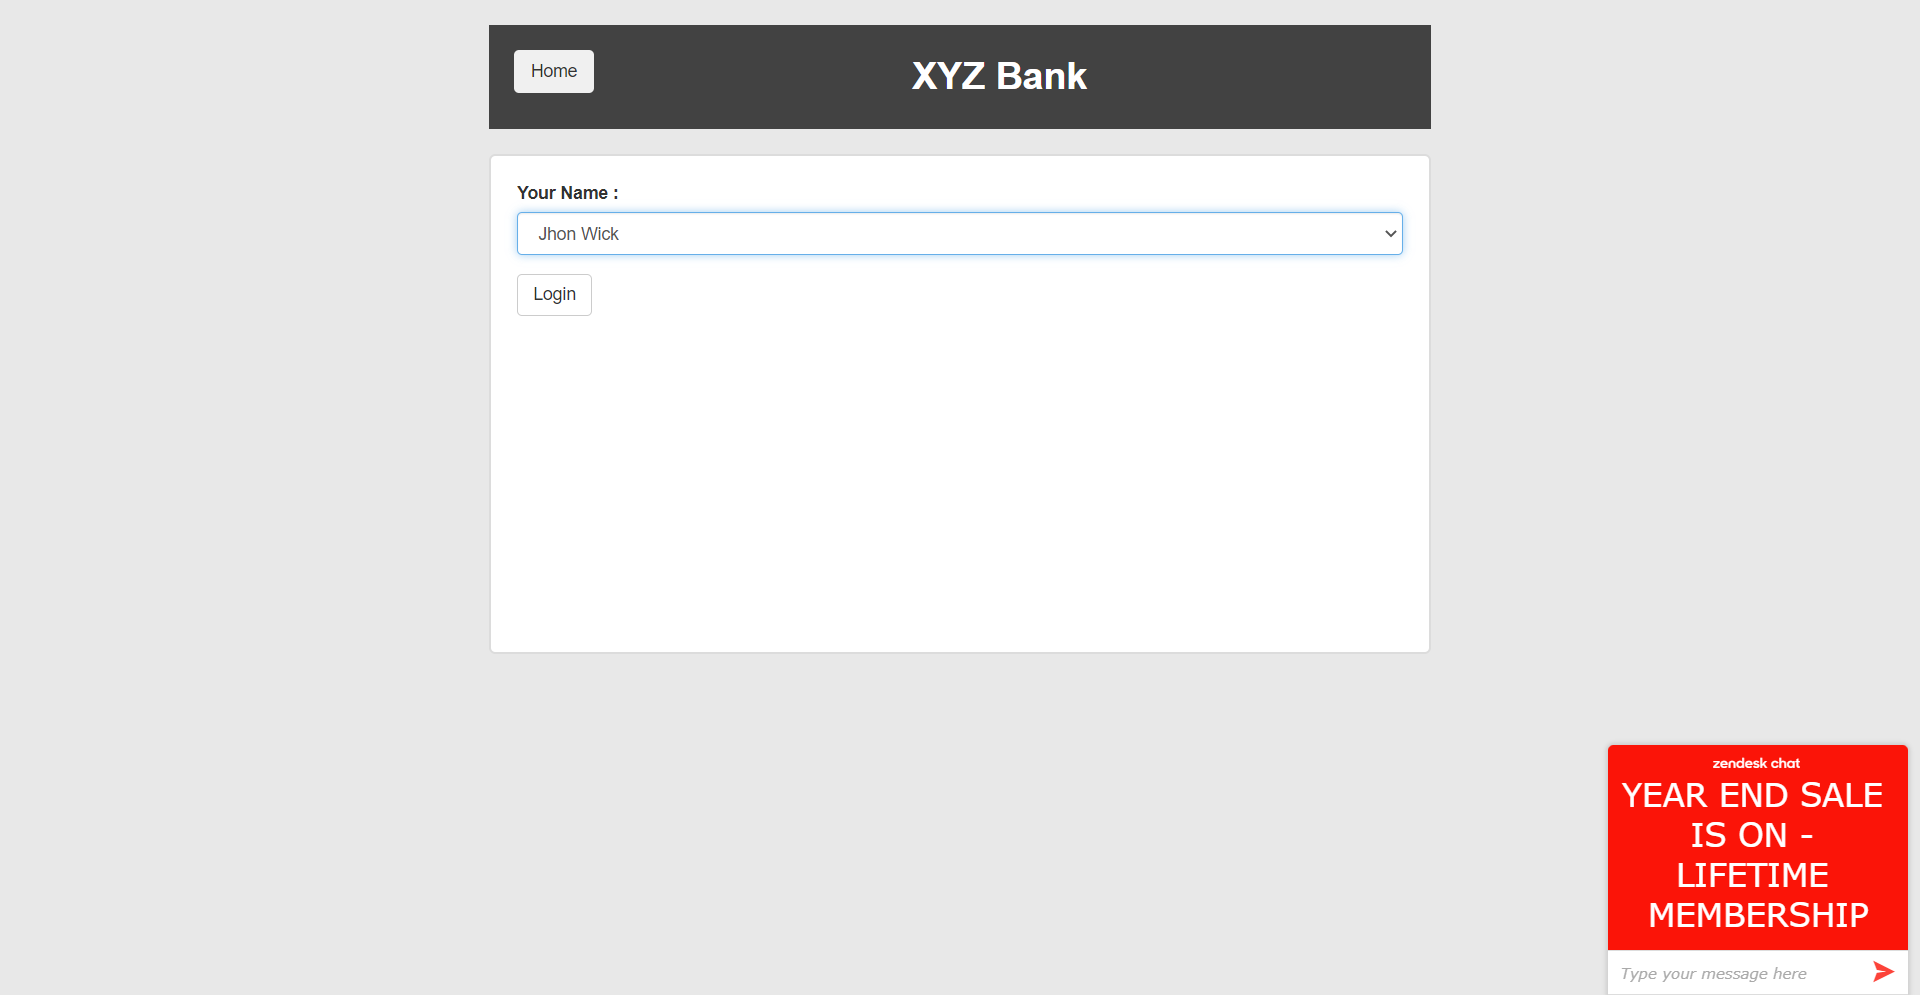 Home
XYZ Bank
Your Name :
Jhon Wick
Login
zendesk chat
YEAR END SALE
IS ON -
LIFETIME
MEMBERSHIP
Type your message here